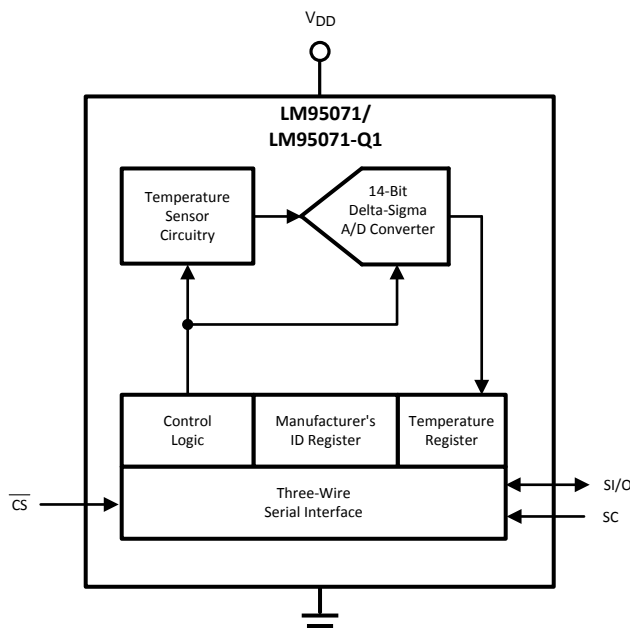 VDD
LM95071/
LM95071-Q1
Temperature
Sensor
Circuitry
14-Bit
Delta-Sigma
A/D Converter
Control
Logic
Manufacturer's
ID Register
Temperature
Register
Three-Wire
Serial Interface
CS
SI/O
SC